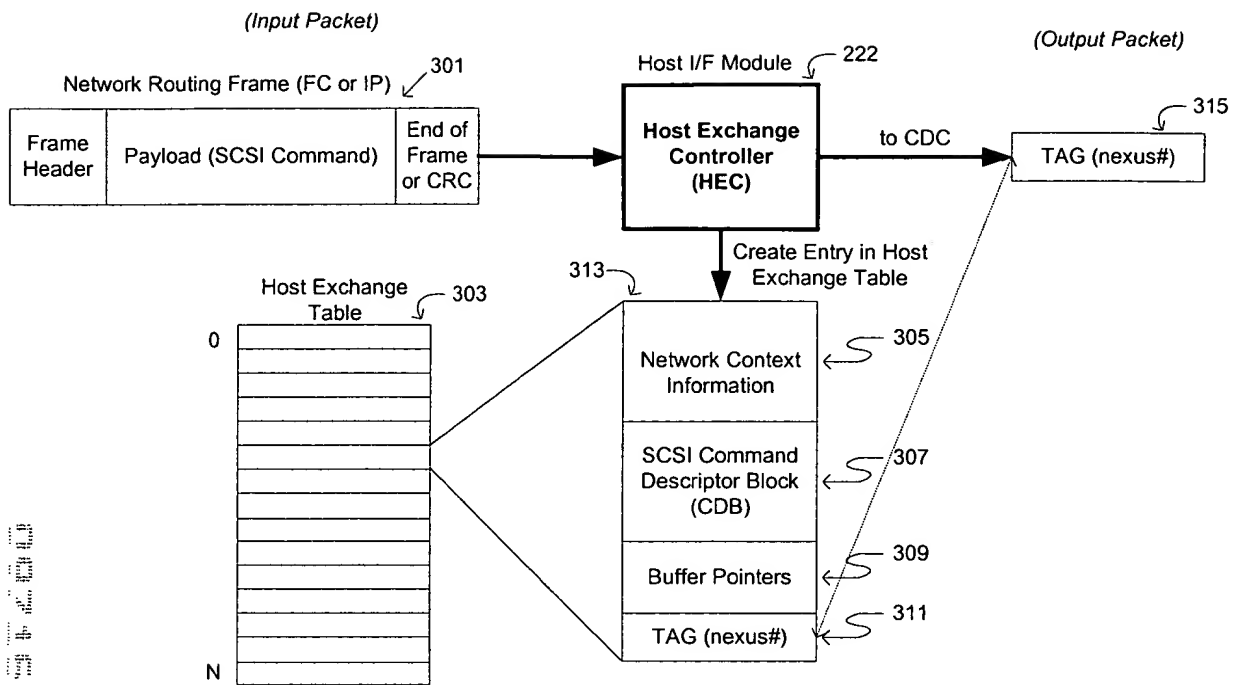 (Input Packet)
(Output Packet)
Network Routing Frame (FC or IP)
301
Frame
Header
Payload (SCSI Command)
End of
Frame
or CRC
Host I/F Module
222
Host Exchange
Controller
(HEC)
to CDC
315
TAG (nexus#)
Create Entry in Host
Exchange Table
313
Host Exchange
Table
303
0
N
Network Context
Information
305
SCSI Command
Descriptor Block
(CDB)
307
Buffer Pointers
309
TAG (nexus#)
311